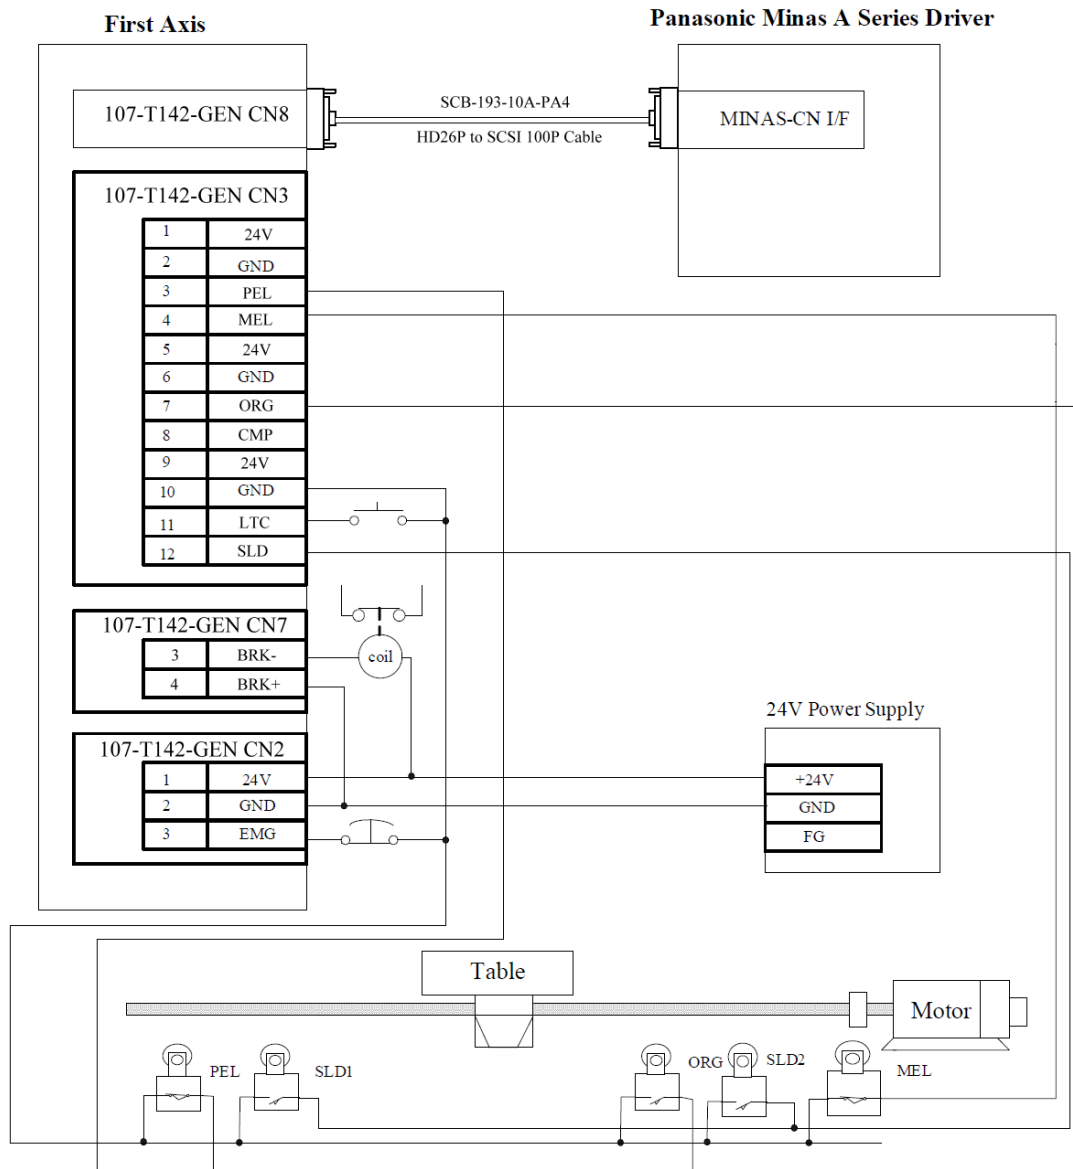 First Axis
Panasonic Minas A Series Driver
107-T142-GEN CN8
SCB-193-10A-PA4
HD26P to SCSI 100P Cable
MINAS-CN I/F
107-T142-GEN CN3
1 24V
2 GND
3 PEL
4 MEL
5 24V
6 GND
7 ORG
8 CMP
9 24V
10 GND
11 LTC
12 SLD
107-T142-GEN CN7
3 BRK-
4 BRK+
coil
107-T142-GEN CN2
1 24V
2 GND
3 EMG
24V Power Supply
+24V
GND
FG
Table
Motor
PEL
SLD1
ORG
SLD2
MEL